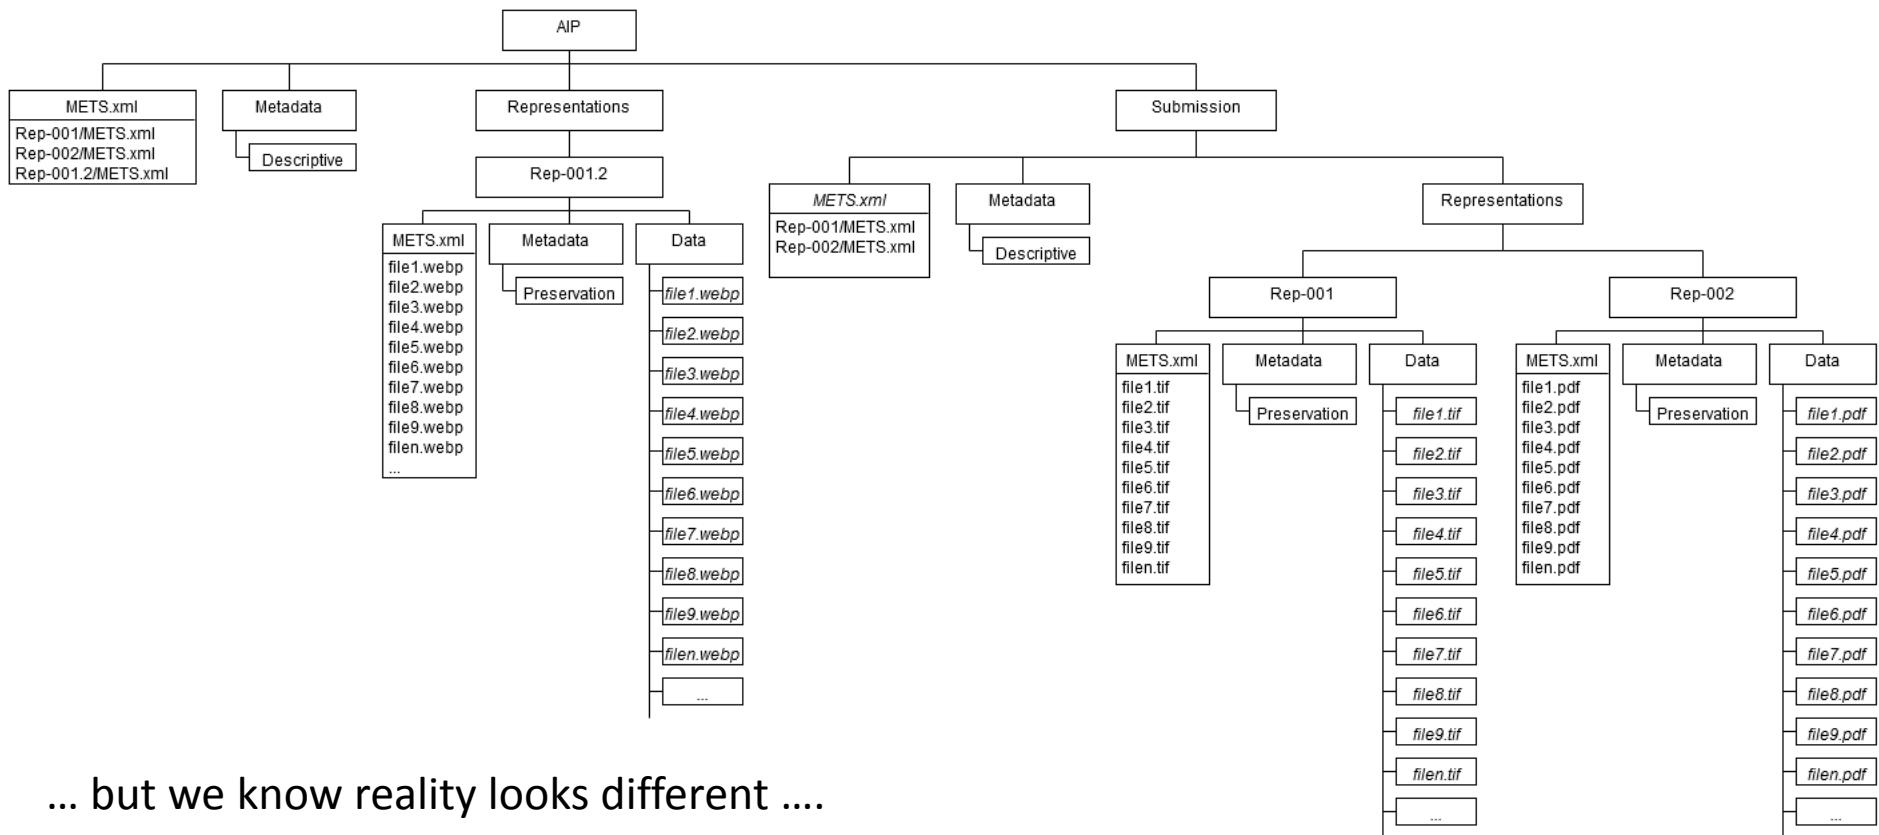 AIP
METS.xml
Rep-001/METS.xml
Rep-002/METS.xml
Rep-001.2/METS.xml
Metadata
Descriptive
Representations
Rep-001.2
METS.xml
file1.webp
file2.webp
file3.webp
file4.webp
file5.webp
file6.webp
file7.webp
file8.webp
file9.webp
filen.webp
...
Metadata
Preservation
Data
file1.webp
file2.webp
file3.webp
file4.webp
file5.webp
file6.webp
file7.webp
file8.webp
file9.webp
filen.webp
...
Submission
METS.xml
Rep-001/METS.xml
Rep-002/METS.xml
Metadata
Descriptive
Representations
Rep-001
METS.xml
file1.tif
file2.tif
file3.tif
file4.tif
file5.tif
file6.tif
file7.tif
file8.tif
file9.tif
filen.tif
Metadata
Preservation
Data
file1.tif
file2.tif
file3.tif
file4.tif
file5.tif
file6.tif
file7.tif
file8.tif
file9.tif
filen.tif
...
Rep-002
METS.xml
file1.pdf
file2.pdf
file3.pdf
file4.pdf
file5.pdf
file6.pdf
file7.pdf
file8.pdf
file9.pdf
filen.pdf
Metadata
Preservation
Data
file1.pdf
file2.pdf
file3.pdf
file4.pdf
file5.pdf
file6.pdf
file7.pdf
file8.pdf
file9.pdf
filen.pdf
...
... but we know reality looks different ....